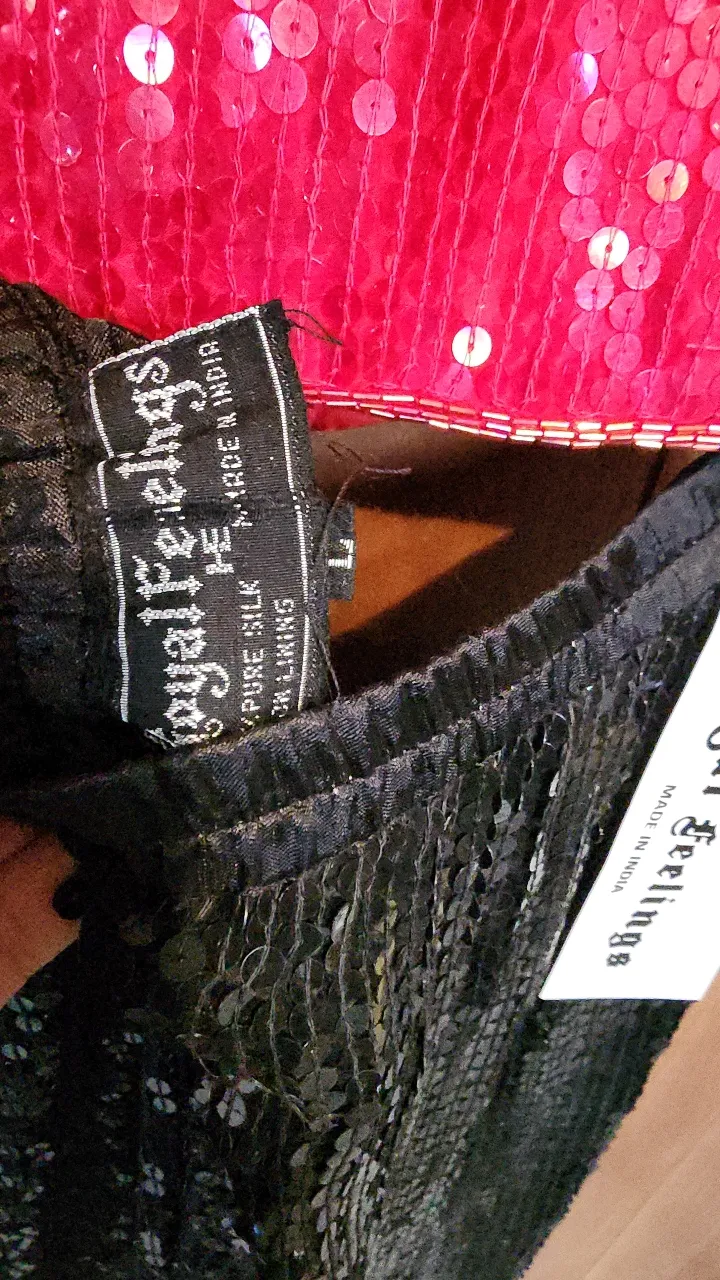 Royal Feelings
MADE IN INDIA
PURE SILK
LINING
L
Feelings
MADE IN INDIA